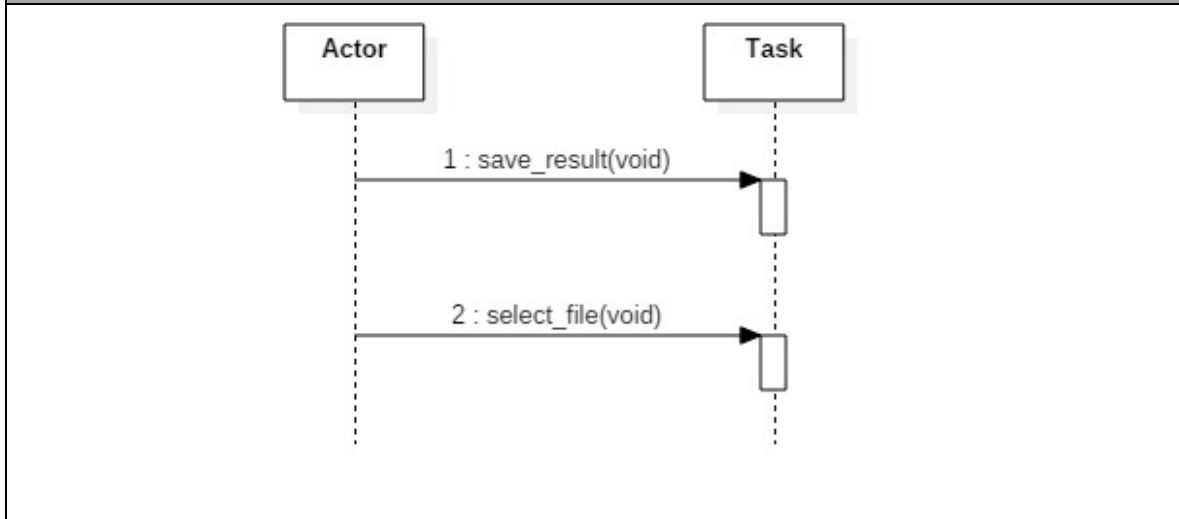 Actor
Task
1 : save_result(void)
2 : select_file(void)